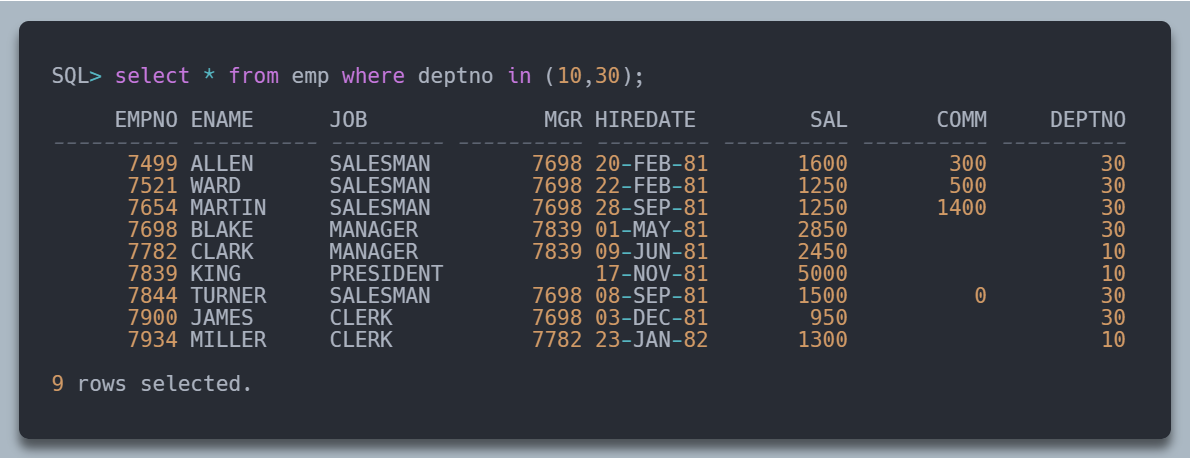 SQL> select * from emp where deptno in (10,30);
     EMPNO ENAME      JOB              MGR HIREDATE         SAL       COMM     DEPTNO
---------- ---------- --------- ---------- --------- ---------- ---------- ----------
      7499 ALLEN      SALESMAN        7698 20-FEB-81       1600        300         30
      7521 WARD       SALESMAN        7698 22-FEB-81       1250        500         30
      7654 MARTIN     SALESMAN        7698 28-SEP-81       1250       1400         30
      7698 BLAKE      MANAGER         7839 01-MAY-81       2850                    30
      7782 CLARK      MANAGER         7839 09-JUN-81       2450                    10
      7839 KING       PRESIDENT            17-NOV-81       5000                    10
      7844 TURNER     SALESMAN        7698 08-SEP-81       1500          0         30
      7900 JAMES      CLERK           7698 03-DEC-81        950                    30
      7934 MILLER     CLERK           7782 23-JAN-82       1300                    10
9 rows selected.